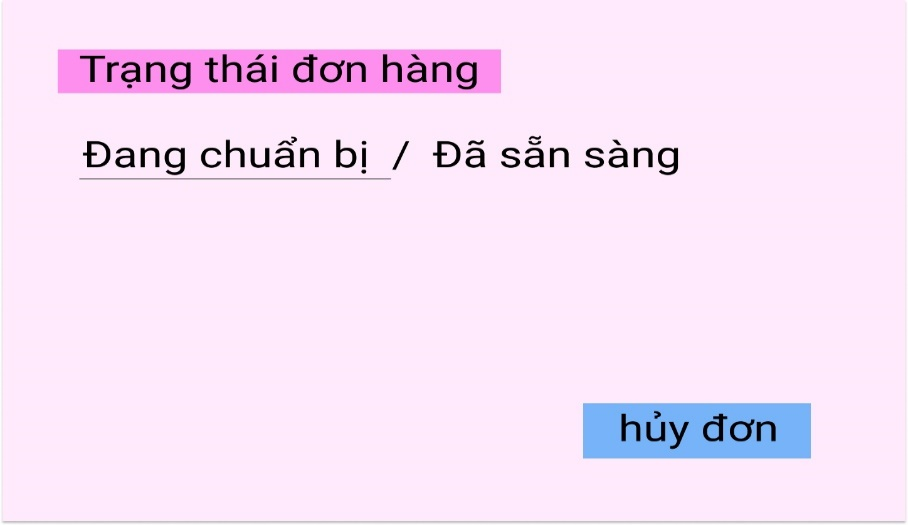 Trạng thái đơn hàng
Đang chuẩn bị / Đã sẵn sàng
hủy đơn